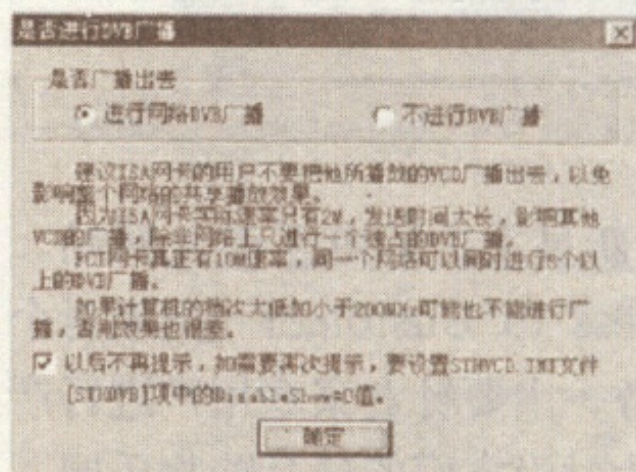 是否进行DVB广播
是否广播出去
进行网络DVB广播
不进行DVB广播
建议ISA网卡的用户不要把他所播放的VCD广播出去，以免
影响整个网络的共享播放效果。
因为ISA网卡实际速率只有2M，发送时间太长，影响其他
VCD的广播，除非网络上只进行一个独占的DVB广播。
PCI网卡真正有10M速率，同一个网络可以同时进行5个以
上的DVD广播。
如果计算机的档次太低如小于200MHz可能也不能进行广
播，否则效果也很差。
以后不再提示，如需要再次提示，要设置STHVCD.INI文件
[STHDVB]项中的DisableShow=0值。
确定